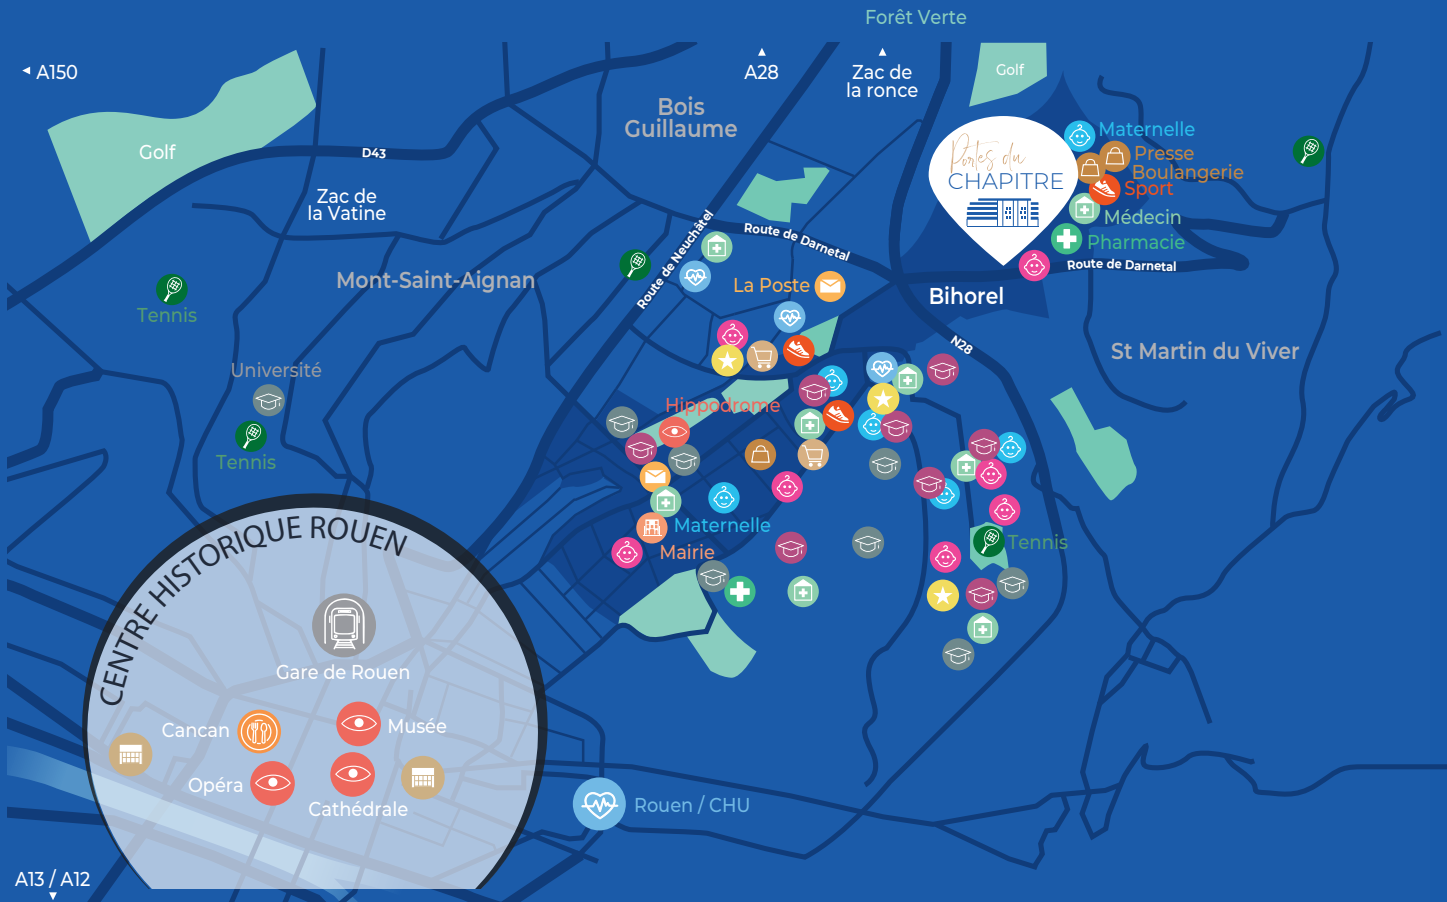 Forêt Verte
A150
A28
Zac de
la ronce
Golf
Bois
Guillaume
Golf
D43
Zac de
la Vatine
Portes du
CHAPITRE
Maternelle
Presse
Boulangerie
Sport
Médecin
Pharmacie
Route de Neuchâtel
Route de Darnetal
Route de Darnetal
Mont-Saint-Aignan
La Poste
Bihorel
Tennis
N28
St Martin du Viver
Université
Hippodrome
Tennis
Maternelle
Mairie
Tennis
CENTRE HISTORIQUE ROUEN
Gare de Rouen
Cancan
Musée
Opéra
Cathédrale
Rouen / CHU
A13 / A12